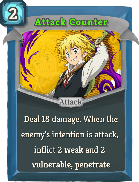 2
Attack Counter
Attack
Deal 18 damage. When the
enemy's intention is attack,
inflict 2 weak and 2
vulnerable, penetrate